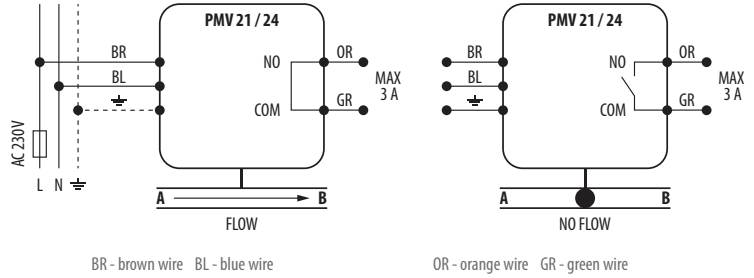 PMV 21 / 24
BR
BL
NO
COM
OR
GR
MAX
3 A
AC 230V
L N
A B
FLOW
PMV 21 / 24
BR
BL
NO
COM
OR
GR
MAX
3 A
A B
NO FLOW
BR - brown wire BL - blue wire
OR - orange wire GR - green wire